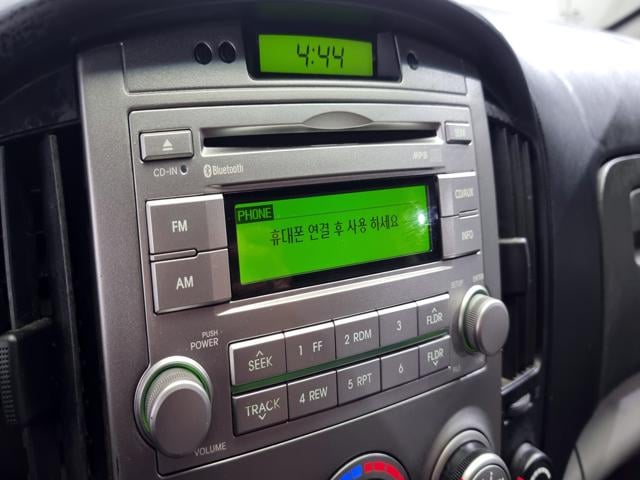 4:44
CD-IN
Bluetooth
MP3
CD/AUX
FM
PHONE
휴대폰 연결 후 사용 하세요
INFO
AM
PUSH
POWER
SETUP
ENTER
SEEK
1 FF
2 RDM
3
FLDR
TRACK
4 REW
5 RPT
6
FLDR
VOLUME